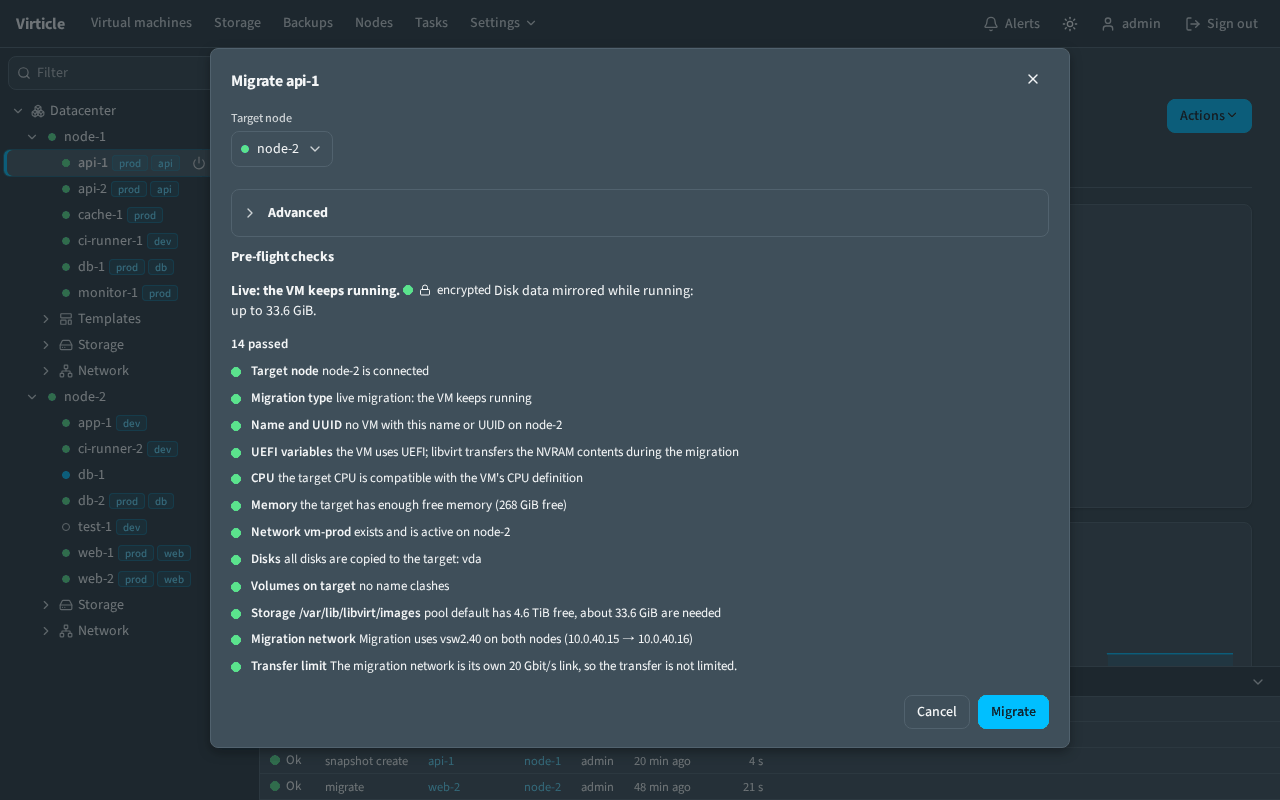 Virticle Virtual machines Storage Backups Nodes Tasks Settings Alerts admin Sign out
Filter
Datacenter
node-1
api-1 prod api
api-2 prod api
cache-1 prod
ci-runner-1 dev
db-1 prod db
monitor-1 prod
Templates
Storage
Network
node-2
app-1 dev
ci-runner-2 dev
db-1
db-2 prod db
test-1 dev
web-1 prod web
web-2 prod web
Storage
Network
Actions
Migrate api-1
Target node
node-2
Advanced
Pre-flight checks
Live: the VM keeps running. encrypted Disk data mirrored while running:
up to 33.6 GiB.
14 passed
Target node node-2 is connected
Migration type live migration: the VM keeps running
Name and UUID no VM with this name or UUID on node-2
UEFI variables the VM uses UEFI; libvirt transfers the NVRAM contents during the migration
CPU the target CPU is compatible with the VM's CPU definition
Memory the target has enough free memory (268 GiB free)
Network vm-prod exists and is active on node-2
Disks all disks are copied to the target: vda
Volumes on target no name clashes
Storage /var/lib/libvirt/images pool default has 4.6 TiB free, about 33.6 GiB are needed
Migration network Migration uses vsw2.40 on both nodes (10.0.40.15 → 10.0.40.16)
Transfer limit The migration network is its own 20 Gbit/s link, so the transfer is not limited.
Cancel Migrate
Ok snapshot create api-1 node-1 admin 20 min ago 4 s
Ok migrate web-2 node-2 admin 48 min ago 21 s